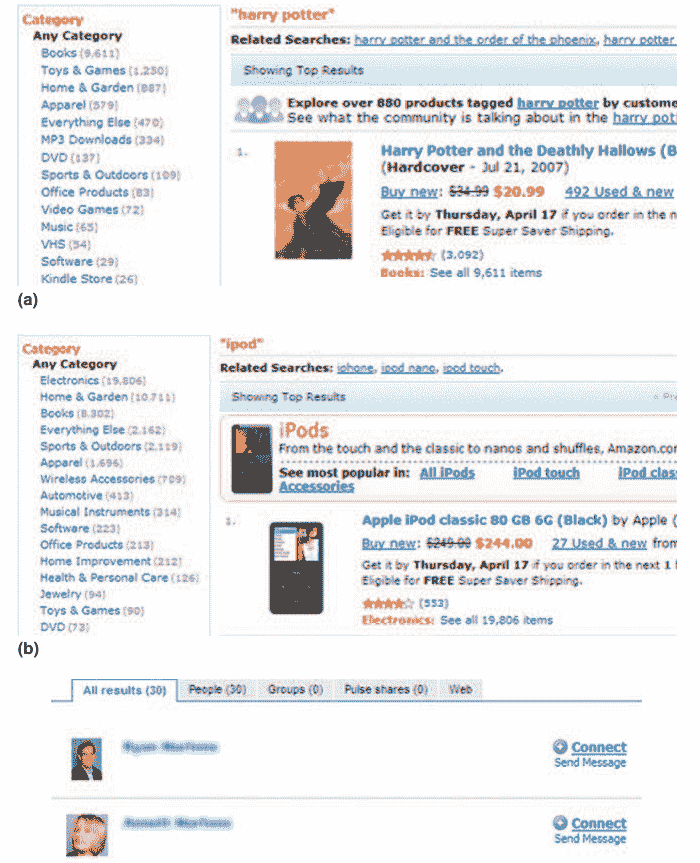 Category
Any Category
Books (9,611)
Toys & Games (1,250)
Home & Garden (887)
Apparel (579)
Everything Else (470)
MP3 Downloads (334)
DVD (137)
Sports & Outdoors (109)
Office Products (83)
Video Games (72)
Music (65)
VHS (54)
Software (29)
Kindle Store (26)
"harry potter"
Related Searches: harry potter and the order of the phoenix, harry potter
Showing Top Results
Explore over 880 products tagged harry potter by custome
See what the community is talking about in the harry pot
1.
Harry Potter and the Deathly Hallows (B
(Hardcover - Jul 21, 2007)
Buy new: $34.99 $20.99 492 Used & new
Get it by Thursday, April 17 if you order in the n
Eligible for FREE Super Saver Shipping.
(3,092)
Books: See all 9,611 items
(a)
Category
Any Category
Electronics (19,806)
Home & Garden (10,711)
Books (8,302)
Everything Else (2,162)
Sports & Outdoors (2,119)
Apparel (1,696)
Wireless Accessories (709)
Automotive (413)
Musical Instruments (314)
Software (223)
Office Products (213)
Home Improvement (212)
Health & Personal Care (126)
Jewelry (94)
Toys & Games (90)
DVD (73)
"ipod"
Related Searches: iphone, ipod nano, ipod touch.
Showing Top Results
« Pre
iPods
From the touch and the classic to nanos and shuffles, Amazon.com
See most popular in: All iPods iPod touch iPod clas
Accessories
1.
Apple iPod classic 80 GB 6G (Black) by Apple (
Buy new: $249.00 $244.00 27 Used & new from
Get it by Thursday, April 17 if you order in the next 1
Eligible for FREE Super Saver Shipping.
(553)
Electronics: See all 19,806 items
(b)
All results (30) People (30) Groups (0) Pulse shares (0) Web
Connect
Send Message
Connect
Send Message